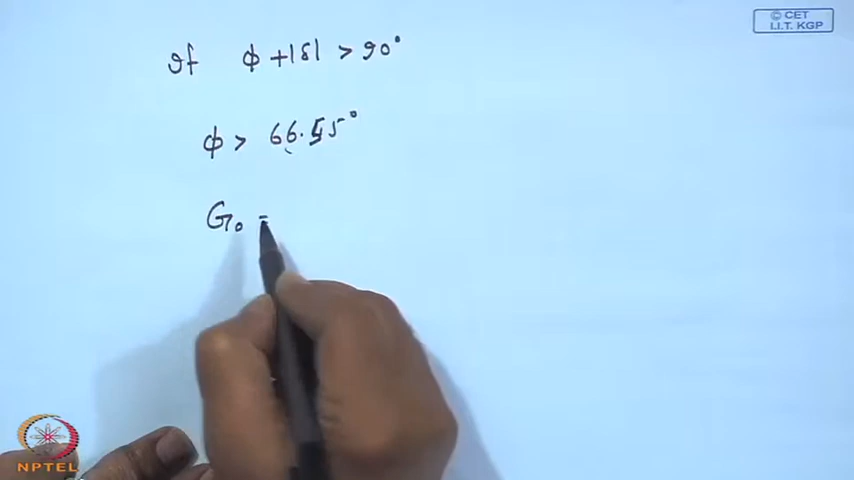 © CET
I.I.T. KGP
If ϕ + |δ| > 90°
ϕ > 66.55°
G₀ =
NPTEL